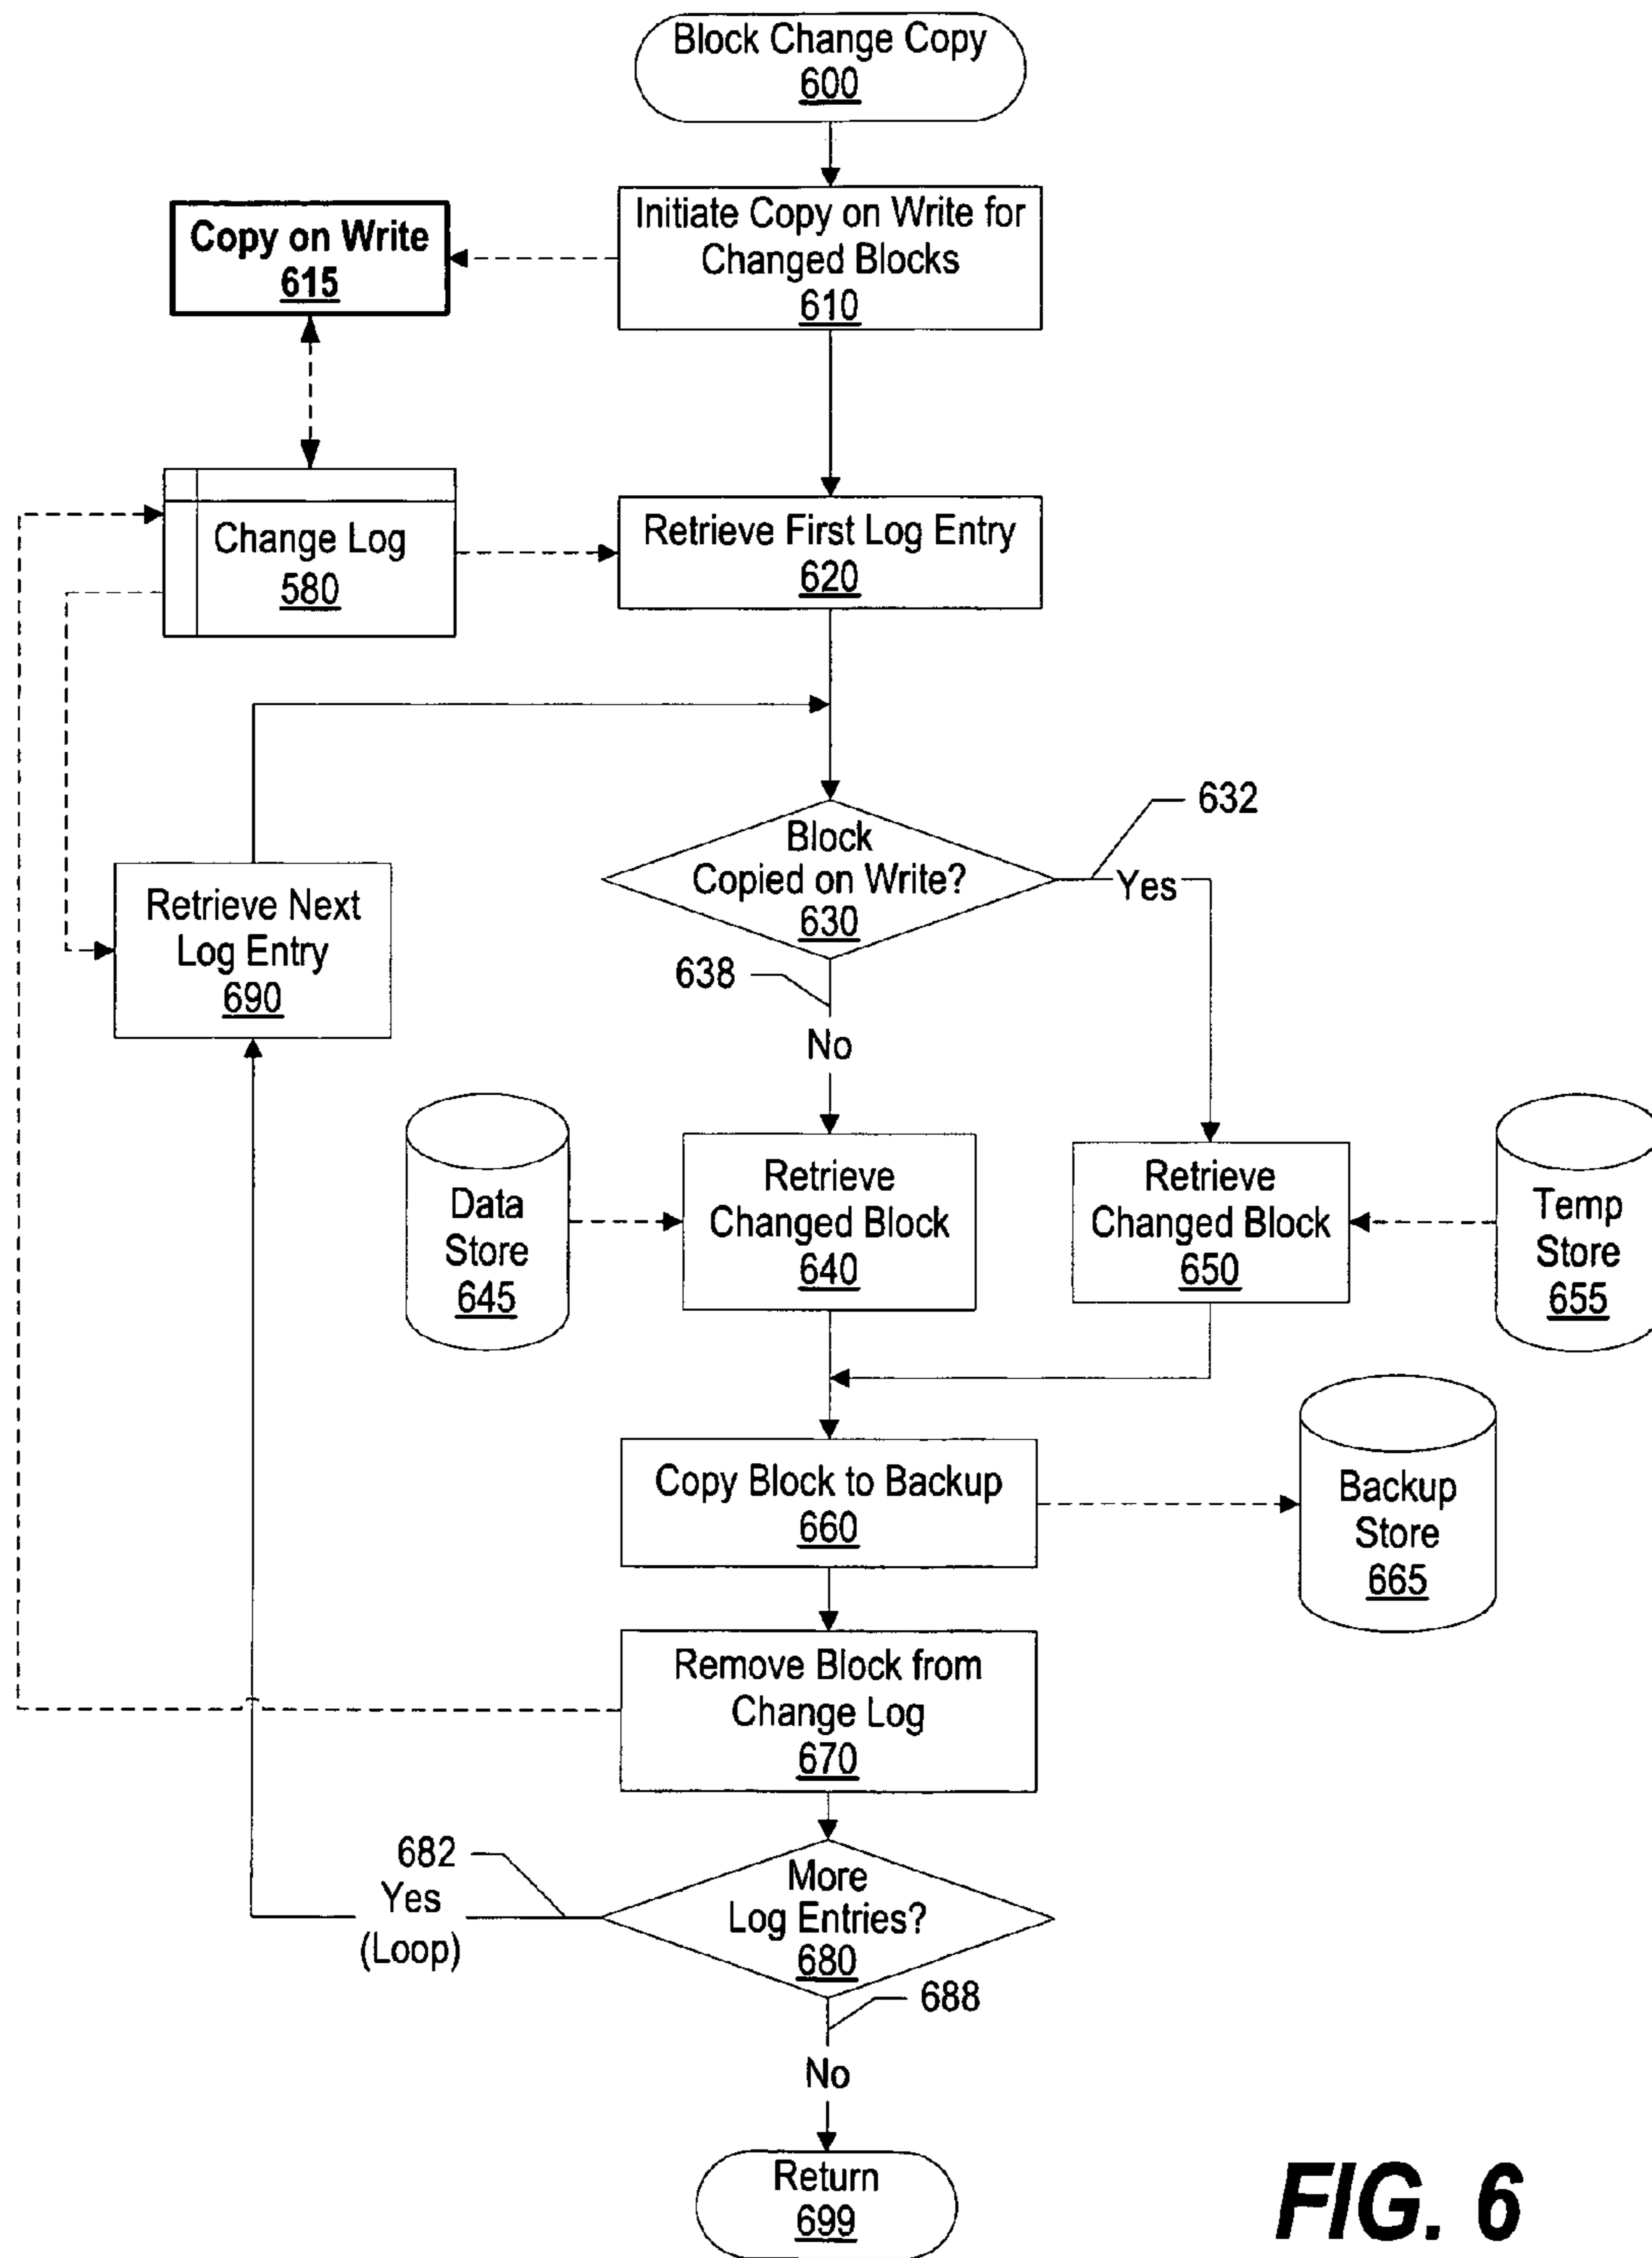 Block Change Copy
600
Initiate Copy on Write for
Changed Blocks
610
Copy on Write
615
Change Log
580
Retrieve First Log Entry
620
632
Block
Copied on Write?
630
Yes
Retrieve Next
Log Entry
690
638
No
Data
Store
645
Retrieve
Changed Block
640
Retrieve
Changed Block
650
Temp
Store
655
Copy Block to Backup
660
Backup
Store
665
Remove Block from
Change Log
670
682
Yes
(Loop)
More
Log Entries?
680
688
No
Return
699
FIG. 6